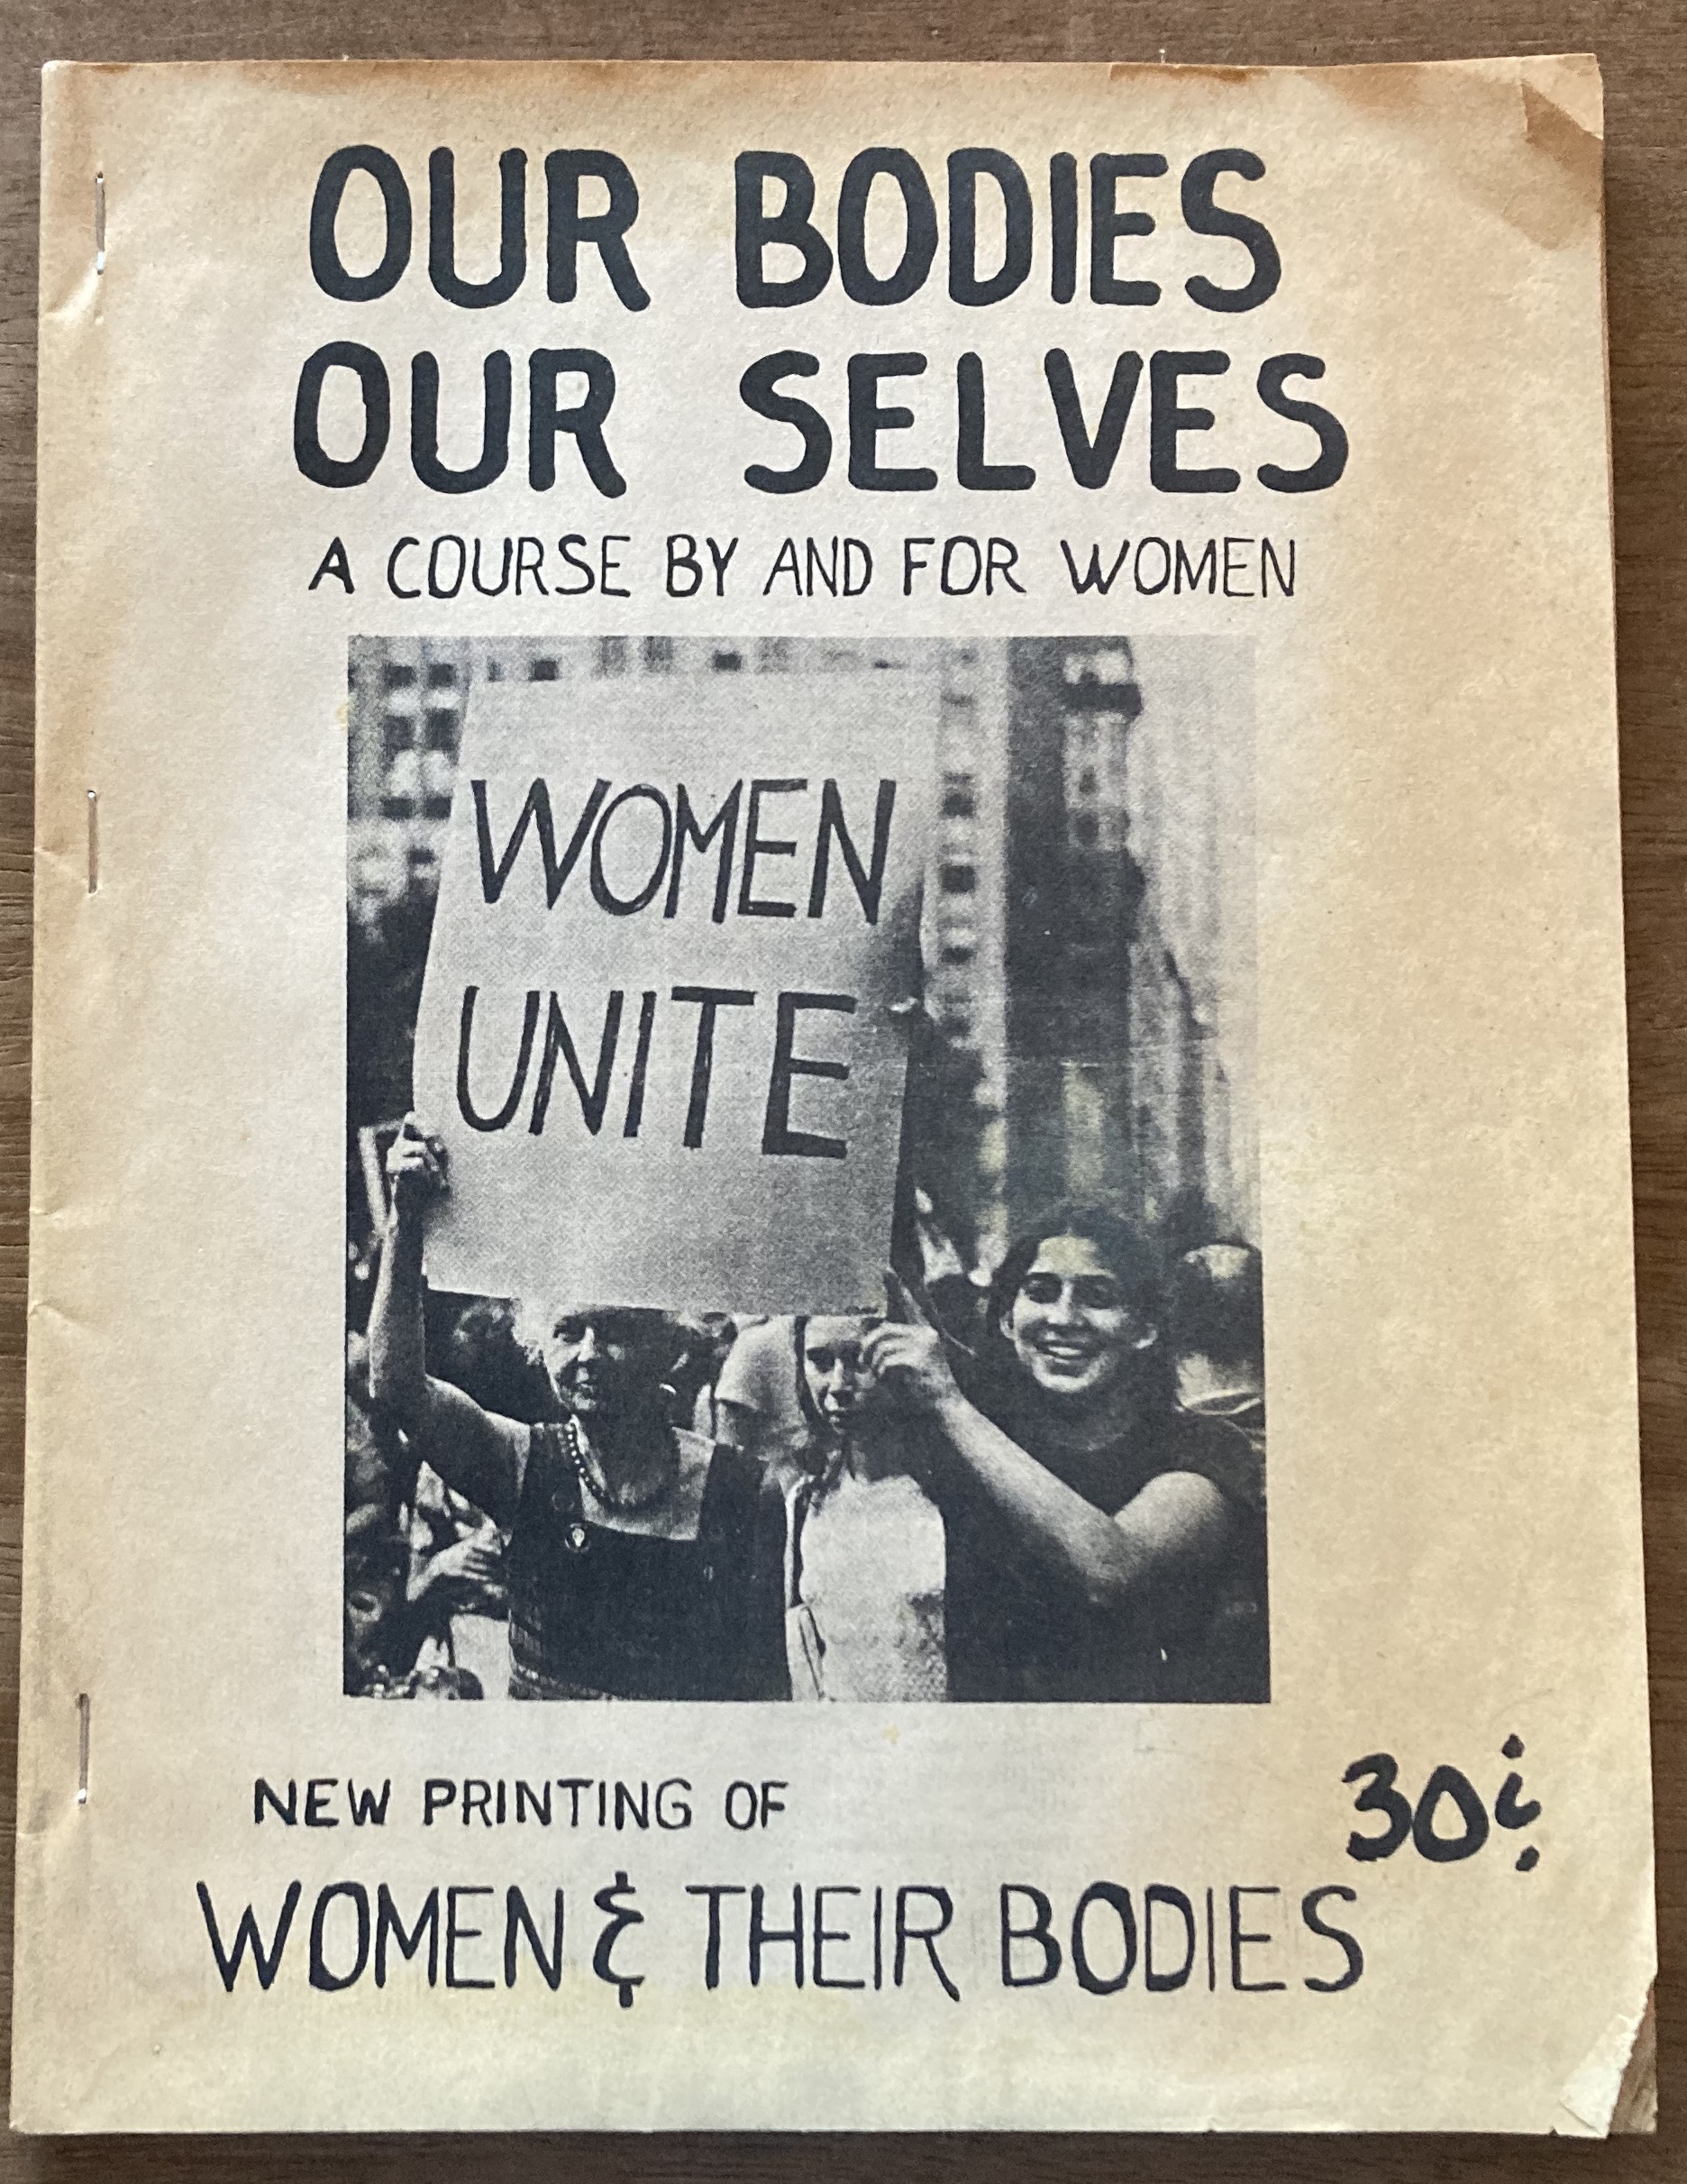 OUR BODIES
OUR SELVES
A COURSE BY AND FOR WOMEN
WOMEN
UNITE
NEW PRINTING OF
30¢
WOMEN & THEIR BODIES